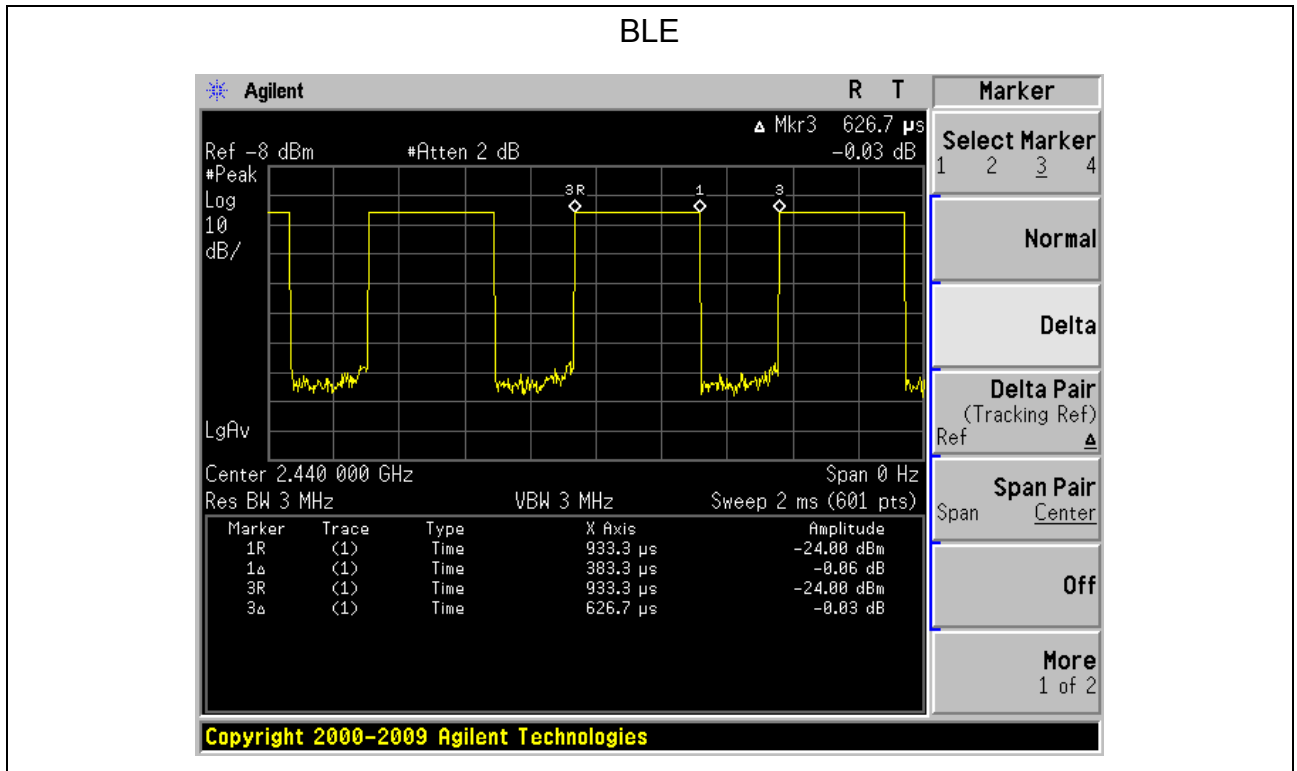 BLE
Agilent R T
Marker
Δ Mkr3 626.7 µs
Ref -8 dBm #Atten 2 dB -0.03 dB
#Peak
Log
10
dB/
3R 1 3
LgAv
Center 2.440 000 GHz Span 0 Hz
Res BW 3 MHz VBW 3 MHz Sweep 2 ms (601 pts)
Marker Trace Type X Axis Amplitude
1R (1) Time 933.3 µs -24.00 dBm
1Δ (1) Time 383.3 µs -0.06 dB
3R (1) Time 933.3 µs -24.00 dBm
3Δ (1) Time 626.7 µs -0.03 dB
Select Marker
1 2 3 4
Normal
Delta
Delta Pair
(Tracking Ref)
Ref Δ
Span Pair
Span Center
Off
More
1 of 2
Copyright 2000-2009 Agilent Technologies